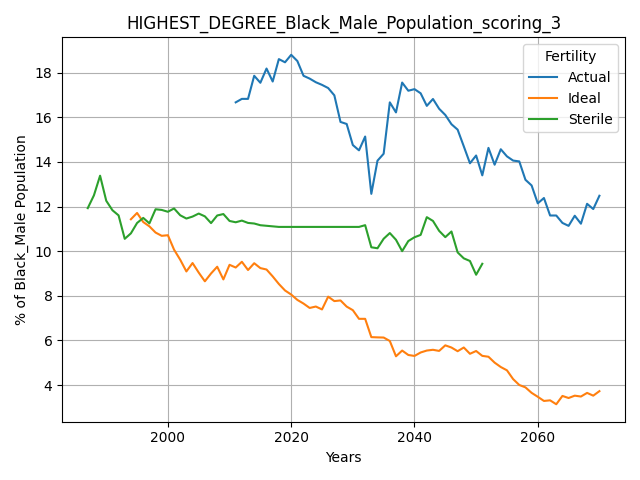 HIGHEST_DEGREE_Black_Male_Population_scoring_3
Fertility
Actual
Ideal
Sterile
% of Black_Male Population
18
16
14
12
10
8
6
4
2000
2020
2040
2060
Years